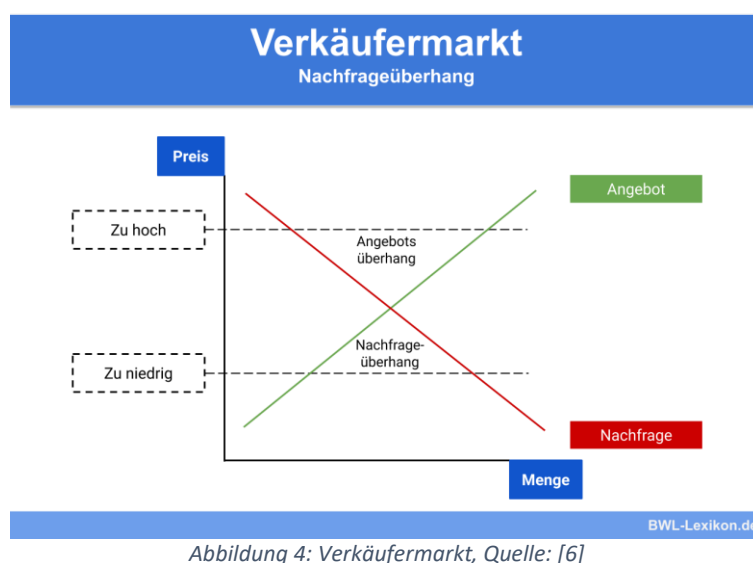 Verkäufermarkt
Nachfrageüberhang
Preis
Angebot
Zu hoch
Angebots
überhang
Nachfrage-
überhang
Zu niedrig
Nachfrage
Menge
BWL-Lexikon.de
Abbildung 4: Verkäufermarkt, Quelle: [6]